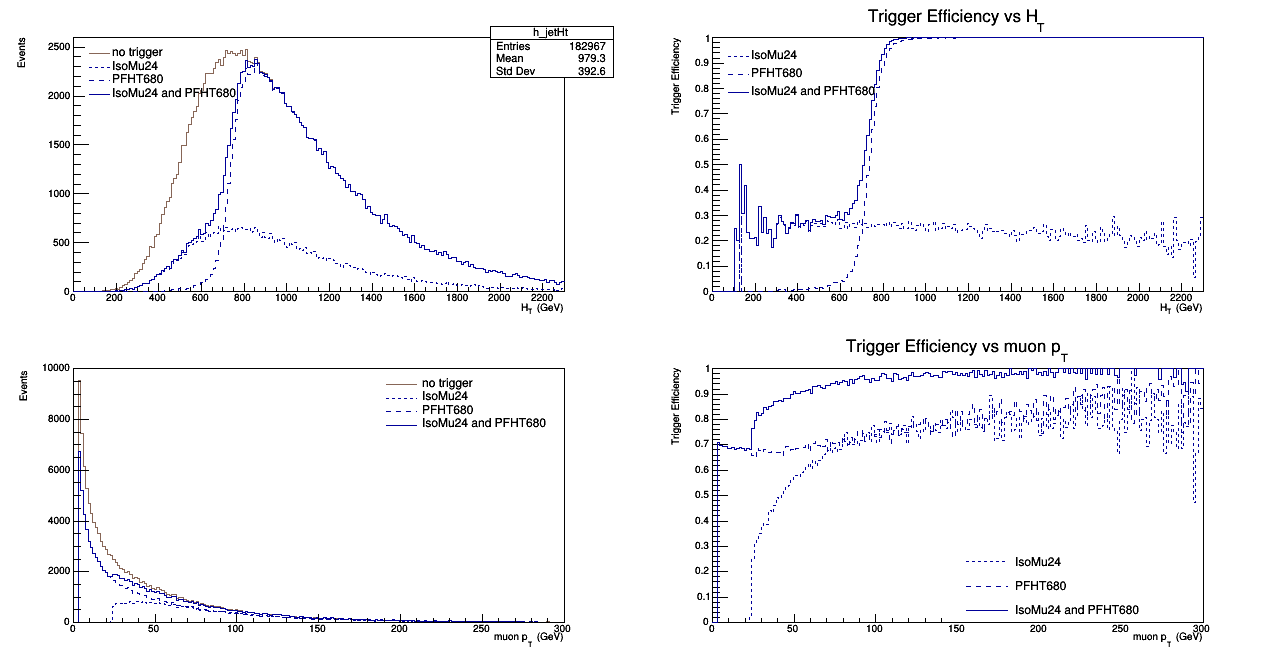 h_jetHt
Entries 182967
Mean 979.3
Std Dev 392.6
Events
2500
2000
1500
1000
500
0
no trigger
IsoMu24
PFHT680
IsoMu24 and PFHT680
0 200 400 600 800 1000 1200 1400 1600 1800 2000 2200
H_T (GeV)
Trigger Efficiency vs H_T
Trigger Efficiency
1
0.9
0.8
0.7
0.6
0.5
0.4
0.3
0.2
0.1
0
IsoMu24
PFHT680
IsoMu24 and PFHT680
0 200 400 600 800 1000 1200 1400 1600 1800 2000 2200
H_T (GeV)
Events
10000
8000
6000
4000
2000
0
no trigger
IsoMu24
PFHT680
IsoMu24 and PFHT680
0 50 100 150 200 250 300
muon p_T (GeV)
Trigger Efficiency vs muon p_T
Trigger Efficiency
1
0.9
0.8
0.7
0.6
0.5
0.4
0.3
0.2
0.1
0
IsoMu24
PFHT680
IsoMu24 and PFHT680
0 50 100 150 200 250 300
muon p_T (GeV)